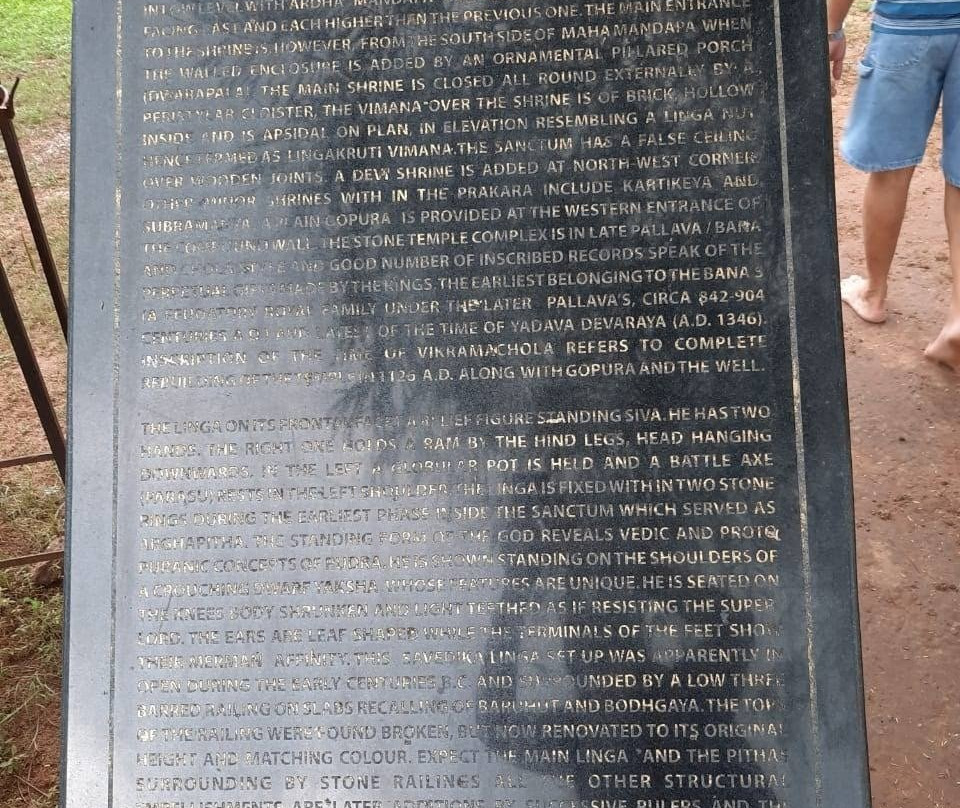 IN LOW LEVEL WITH ARDHA MANDAPA
FACING EAST AND EACH HIGHER THEN THE PREVIOUS ONE. THE MAIN ENTRANCE
TO THE SHRINE IS, HOWEVER, FROM THE SOUTH SIDE OF MAHAMANDAPA WHEN
THE WALLED ENCLOSURE IS ADDED BY AN ORNAMENTAL PILLARED PORCH
(DWARAPALA). THE MAIN SHRINE IS CLOSED ALL ROUND EXTERNALLY BY A
PERISTYLAR CLOISTER, THE VIMANA OVER THE SHRINE IS OF BRICK, HOLLOW
INSIDE AND IS APSIDAL ON PLAN, IN ELEVATION RESEMBLING A LINGA
HENCE TERMED AS LINGAKRUTI VIMANA. THE SANCTUM HAS A FALSE CEILING
OVER WOODEN JOINTS. A DEVI SHRINE IS ADDED AT NORTH-WEST CORNER
OTHER MINOR SHRINES WITH IN THE PRAKARA INCLUDE KARTIKEYA AND
SUBRAMANYA. A PLAIN GOPURA IS PROVIDED AT THE WESTERN ENTRANCE OF
THE COMPOUND WALL. THE STONE TEMPLE COMPLEX IS IN LATE PALLAVA / BANA
AND CHOLA STYLE AND GOOD NUMBER OF INSCRIBED RECORDS SPEAK OF THE
PERPETUAL GIFTS MADE BY THE KINGS THE EARLIEST BELONGING TO THE BANA'S
(A FEUDATORY ROYAL FAMILY UNDER THE LATER PALLAVA'S, CIRCA 842-904
CENTURIES A.D. AND LATELY OF THE TIME OF YADAVA DEVARAYA (A.D. 1346).
INSCRIPTION OF THE TIME OF VIKRAMACHOLA REFERS TO COMPLETE
REBUILDING OF THE TEMPLE IN 1126 A.D. ALONG WITH GOPURA AND THE WELL.
THE LINGA ON ITS FRONTAL FACET A RELIEF FIGURE STANDING SIVA. HE HAS TWO
HANDS. THE RIGHT ONE HOLDS A RAM BY THE HIND LEGS, HEAD HANGING
DOWNWARDS. IN THE LEFT A GLOBULAR POT IS HELD AND A BATTLE AXE
(PARASU) RESTS IN THE LEFT SHOULDER. THE LINGA IS FIXED WITH IN TWO STONE
RINGS DURING THE EARLIEST PHASE INSIDE THE SANCTUM WHICH SERVED AS
ARGHAPITHA. THE STANDING FORM OF THE GOD REVEALS VEDIC AND PROTO
PURANIC CONCEPTS OF RUDRA. HE IS SHOWN STANDING ON THE SHOULDERS OF
A CROUCHING DWARF YAKSHA, WHOSE FEATURES ARE UNIQUE. HE IS SEATED ON
THE KNEES BODY SHRUNKEN AND LIGHT TEETHED AS IF RESISTING THE SUPER
LORD. THE EARS ARE LEAF SHAPED WHILE THE TERMINALS OF THE FEET SHOW
THEIR MERMAN AFFINITY. THIS SAVEDIKA LINGA SET UP WAS APPARENTLY IN
OPEN DURING THE EARLY CENTURIES B.C. AND SURROUNDED BY A LOW THREE
BARRED RAILING ON SLABS RECALLING OF BARUHUT AND BODHGAYA. THE TOPS
OF THE RAILING WERE FOUND BROKEN, BUT NOW RENOVATED TO ITS ORIGINAL
HEIGHT AND MATCHING COLOUR. EXPECT THE MAIN LINGA AND THE PITHAS
SURROUNDING BY STONE RAILINGS ALL THE OTHER STRUCTURAL
EMBELLISHMENTS ARE LATER ADDITIONS BY SUCCESSIVE RULERS AND THE